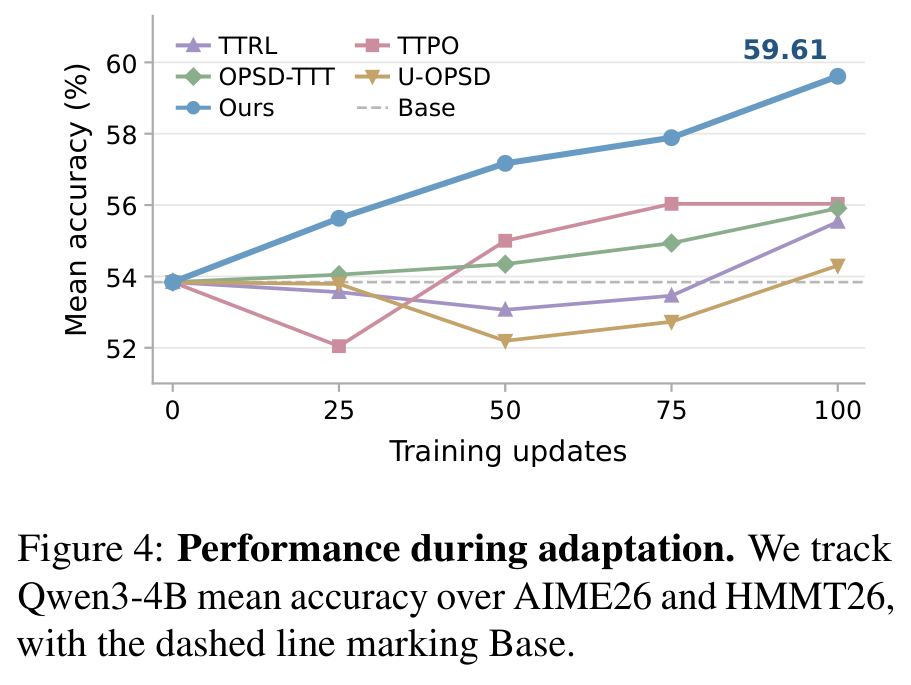 59.61
TTRL TTPO
OPSD-TTT U-OPSD
Ours Base
Mean accuracy (%)
60
58
56
54
52
0 25 50 75 100
Training updates
Figure 4: Performance during adaptation. We track
Qwen3-4B mean accuracy over AIME26 and HMMT26,
with the dashed line marking Base.